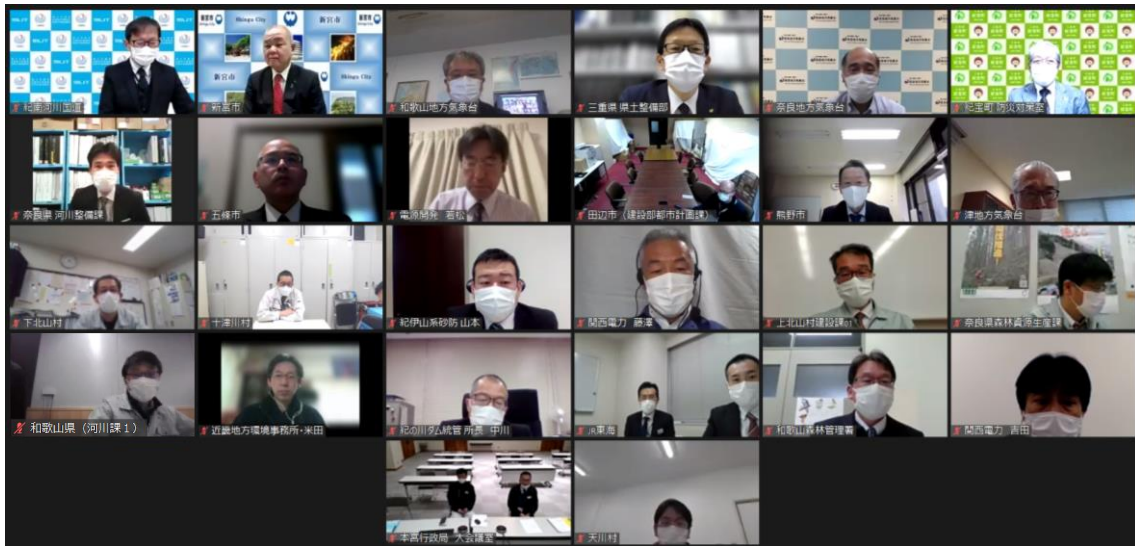 紀南河川国道
新宮市
Shingu City
新宮市
新宮市
Shingu City
和歌山地方気象台
三重県 県土整備部
奈良地方気象台
紀宝町 防災対策室
奈良県 河川整備課
五條市
電源開発 若松
田辺市（建設部都市計画課）
熊野市
津地方気象台
下北山村
十津川村
紀伊山系砂防 山本
関西電力 藤澤
上北山村建設課01
奈良県森林資源生産課
和歌山県（河川課１）
近畿地方環境事務所・米田
紀の川ダム統管 所長 中川
JR東海
和歌山森林管理署
関西電力 吉田
本宮行政局 大会議室
天川村